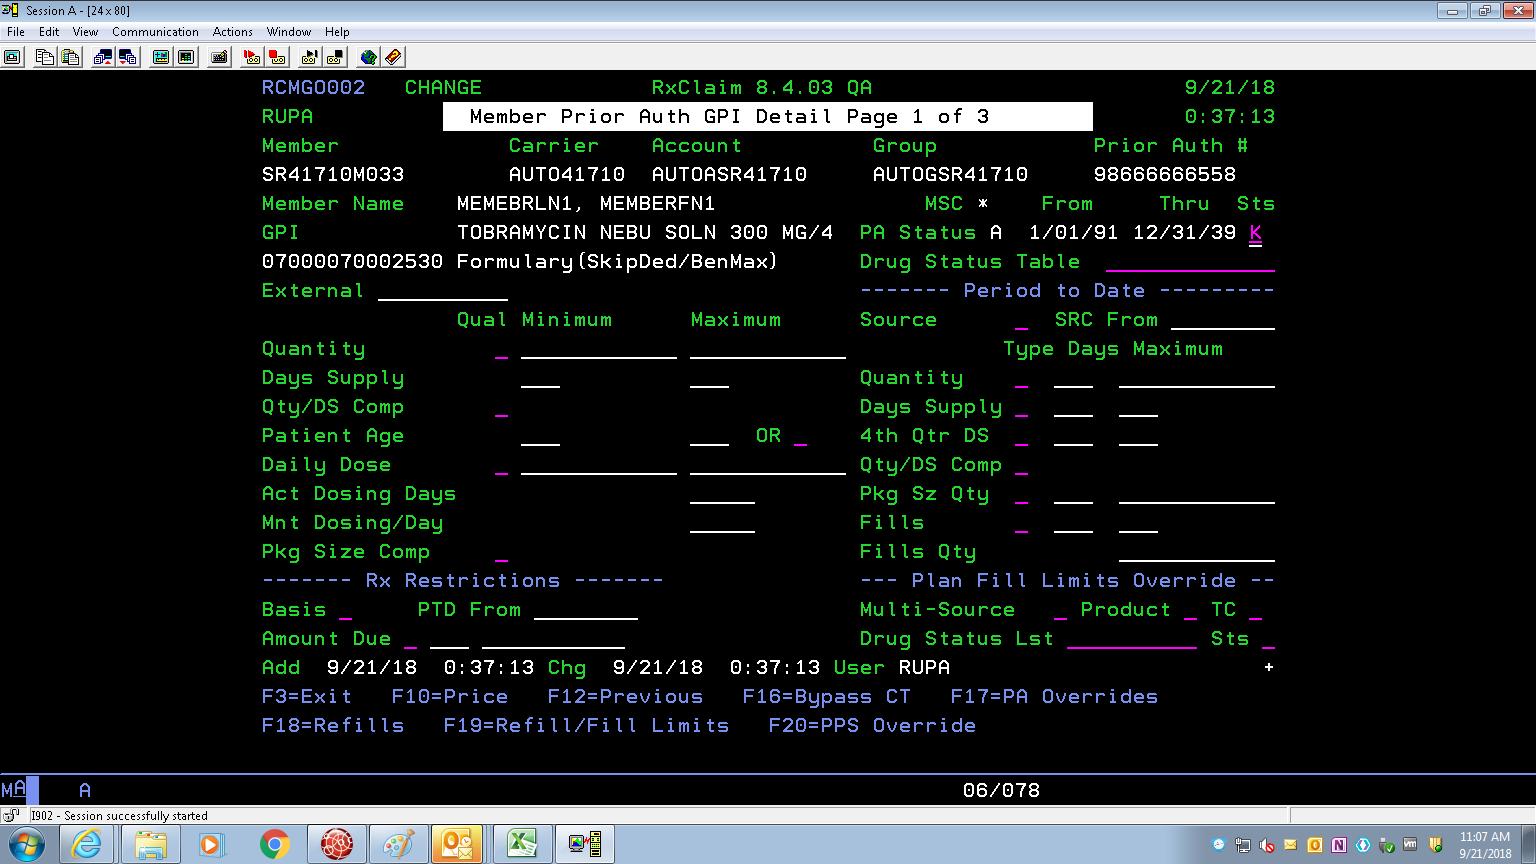 Session A - [24 x 80]
File Edit View Communication Actions Window Help
RCMGO002 CHANGE RxClaim 8.4.03 QA 9/21/18
RUPA Member Prior Auth GPI Detail Page 1 of 3 0:37:13
Member Carrier Account Group Prior Auth #
SR41710M033 AUTO41710 AUTOASR41710 AUTOGSR41710 98666666558
Member Name MEMEBRLN1, MEMBERFN1 MSC * From Thru Sts
GPI TOBRAMYCIN NEBU SOLN 300 MG/4 PA Status A 1/01/91 12/31/39 K
07000070002530 Formulary(SkipDed/BenMax) Drug Status Table
External ------- Period to Date ---------
Qual Minimum Maximum Source _ SRC From
Quantity _ Type Days Maximum
Days Supply Quantity _
Qty/DS Comp _ Days Supply _
Patient Age OR _ 4th Qtr DS _
Daily Dose _ Qty/DS Comp _
Act Dosing Days Pkg Sz Qty _
Mnt Dosing/Day Fills _
Pkg Size Comp _ Fills Qty
------- Rx Restrictions ------- --- Plan Fill Limits Override --
Basis _ PTD From Multi-Source _ Product _ TC _
Amount Due _ Drug Status Lst Sts _
Add 9/21/18 0:37:13 Chg 9/21/18 0:37:13 User RUPA +
F3=Exit F10=Price F12=Previous F16=Bypass CT F17=PA Overrides
F18=Refills F19=Refill/Fill Limits F20=PPS Override
MA A 06/078
I902 - Session successfully started
11:07 AM
9/21/2018